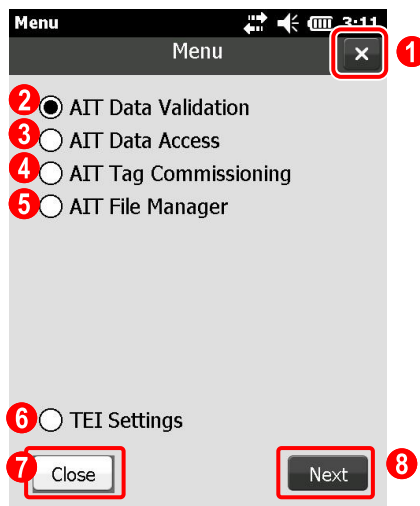 Menu 3:11
Menu × 1
2 AIT Data Validation
3 AIT Data Access
4 AIT Tag Commissioning
5 AIT File Manager
6 TEI Settings
7 Close Next 8